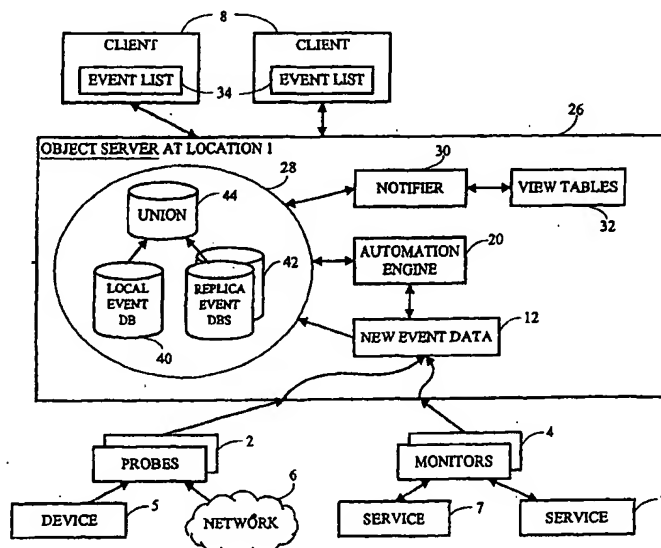 8
CLIENT
CLIENT
EVENT LIST
34
EVENT LIST
26
OBJECT SERVER AT LOCATION 1
28
30
44
NOTIFIER
VIEW TABLES
UNION
32
20
42
AUTOMATION
ENGINE
LOCAL
EVENT
DB
REPLICA
EVENT
DBS
12
NEW EVENT DATA
40
2
4
PROBES
MONITORS
6
5
7
DEVICE
NETWORK
SERVICE
SERVICE